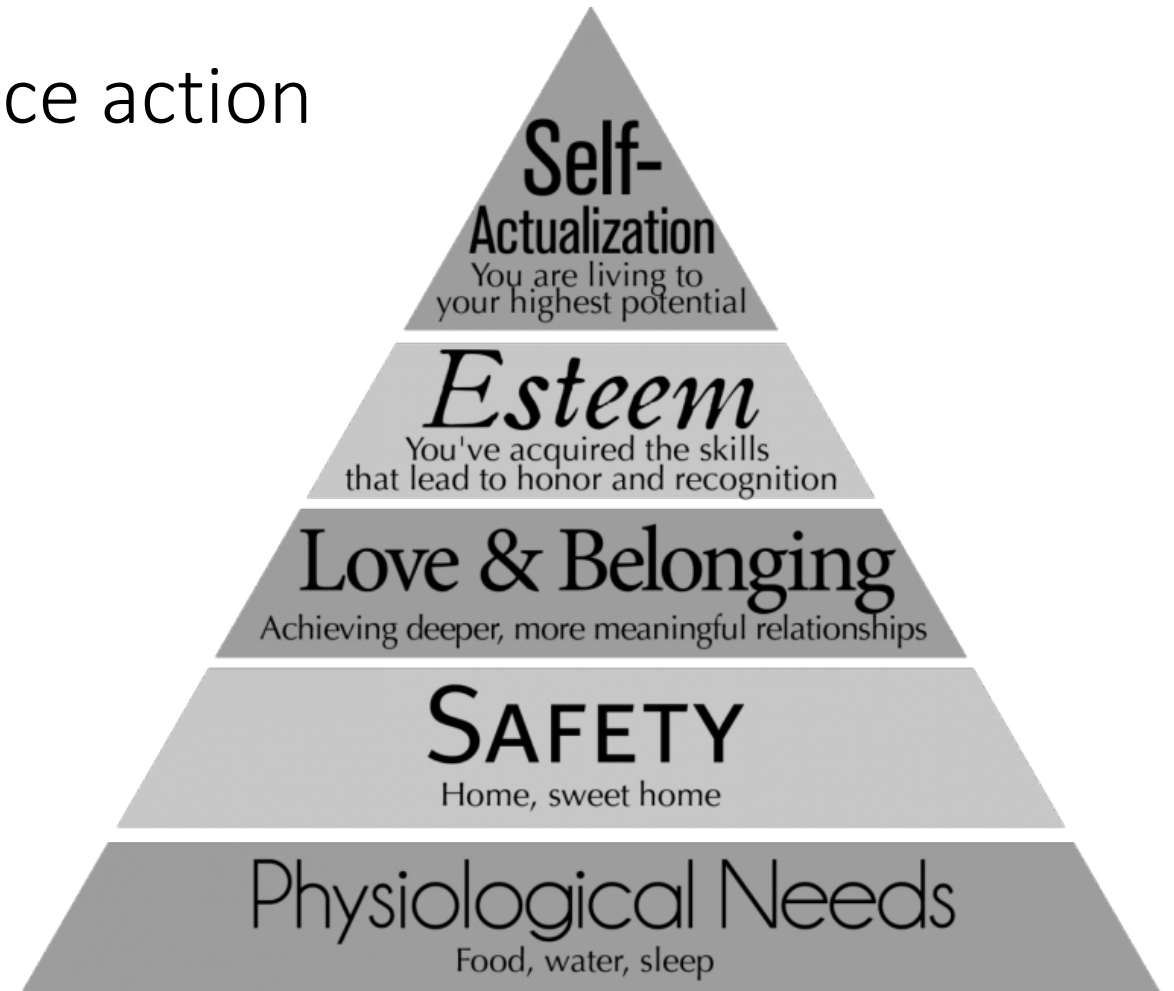 ce action
Self-
Actualization
You are living to
your highest potential
Esteem
You've acquired the skills
that lead to honor and recognition
Love & Belonging
Achieving deeper, more meaningful relationships
SAFETY
Home, sweet home
Physiological Needs
Food, water, sleep